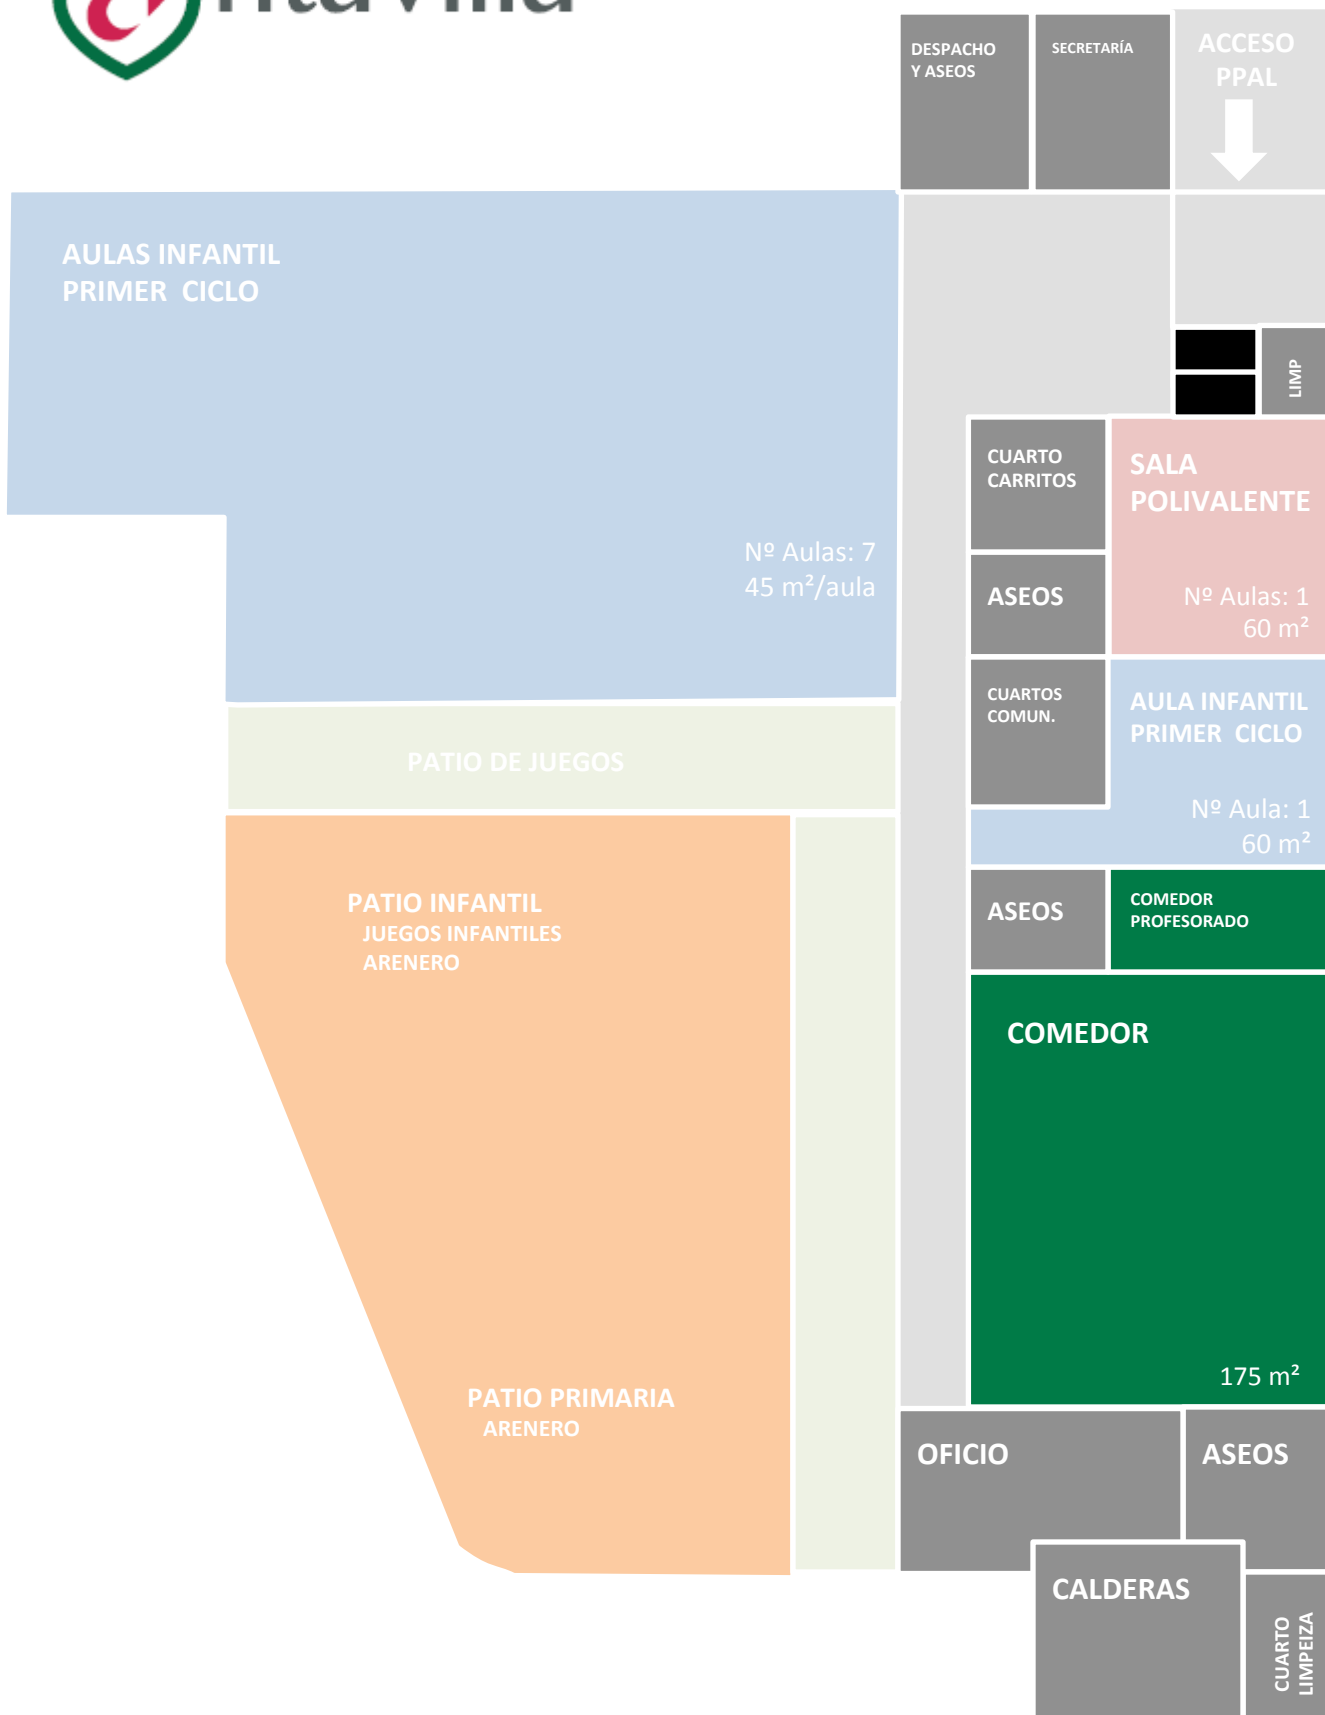 DESPACHO
Y ASEOS
SECRETARÍA
ACCESO
PPAL
AULAS INFANTIL
PRIMER CICLO
Nº Aulas: 7
45 m²/aula
LIMP
CUARTO
CARRITOS
SALA
POLIVALENTE
Nº Aulas: 1
60 m²
ASEOS
CUARTOS
COMUN.
AULA INFANTIL
PRIMER CICLO
Nº Aula: 1
60 m²
PATIO DE JUEGOS
PATIO INFANTIL
JUEGOS INFANTILES
ARENERO
ASEOS
COMEDOR
PROFESORADO
COMEDOR
175 m²
PATIO PRIMARIA
ARENERO
OFICIO
ASEOS
CALDERAS
CUARTO
LIMPEIZA